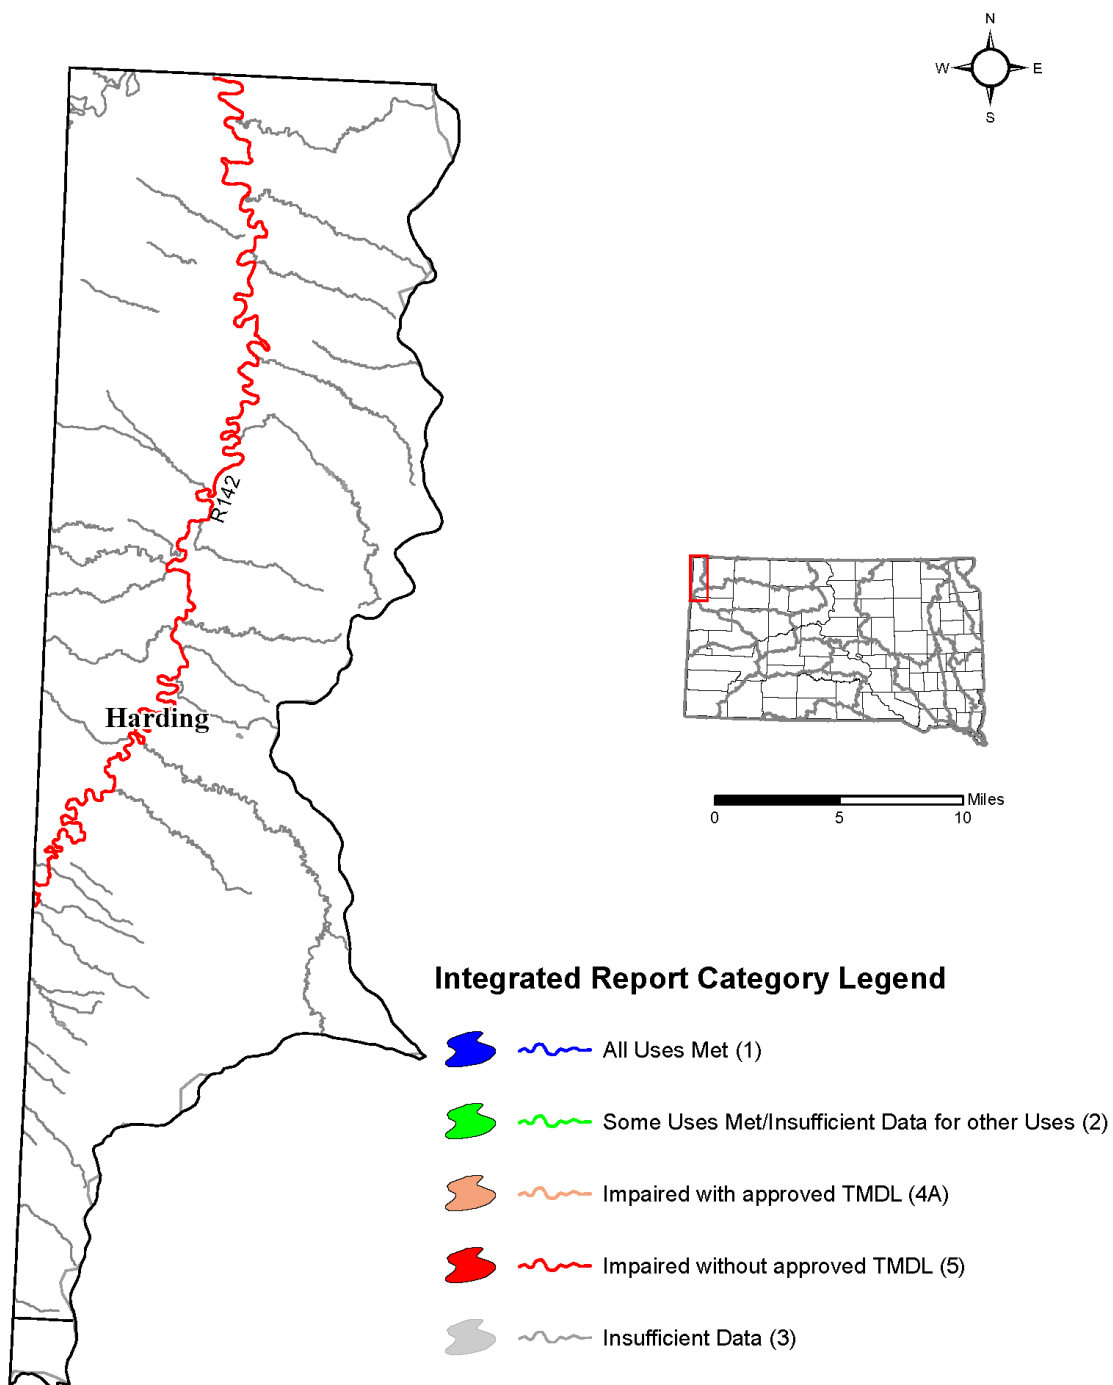 N
W E
S
R142
Harding
Miles
0 5 10
Integrated Report Category Legend
All Uses Met (1)
Some Uses Met/Insufficient Data for other Uses (2)
Impaired with approved TMDL (4A)
Impaired without approved TMDL (5)
Insufficient Data (3)